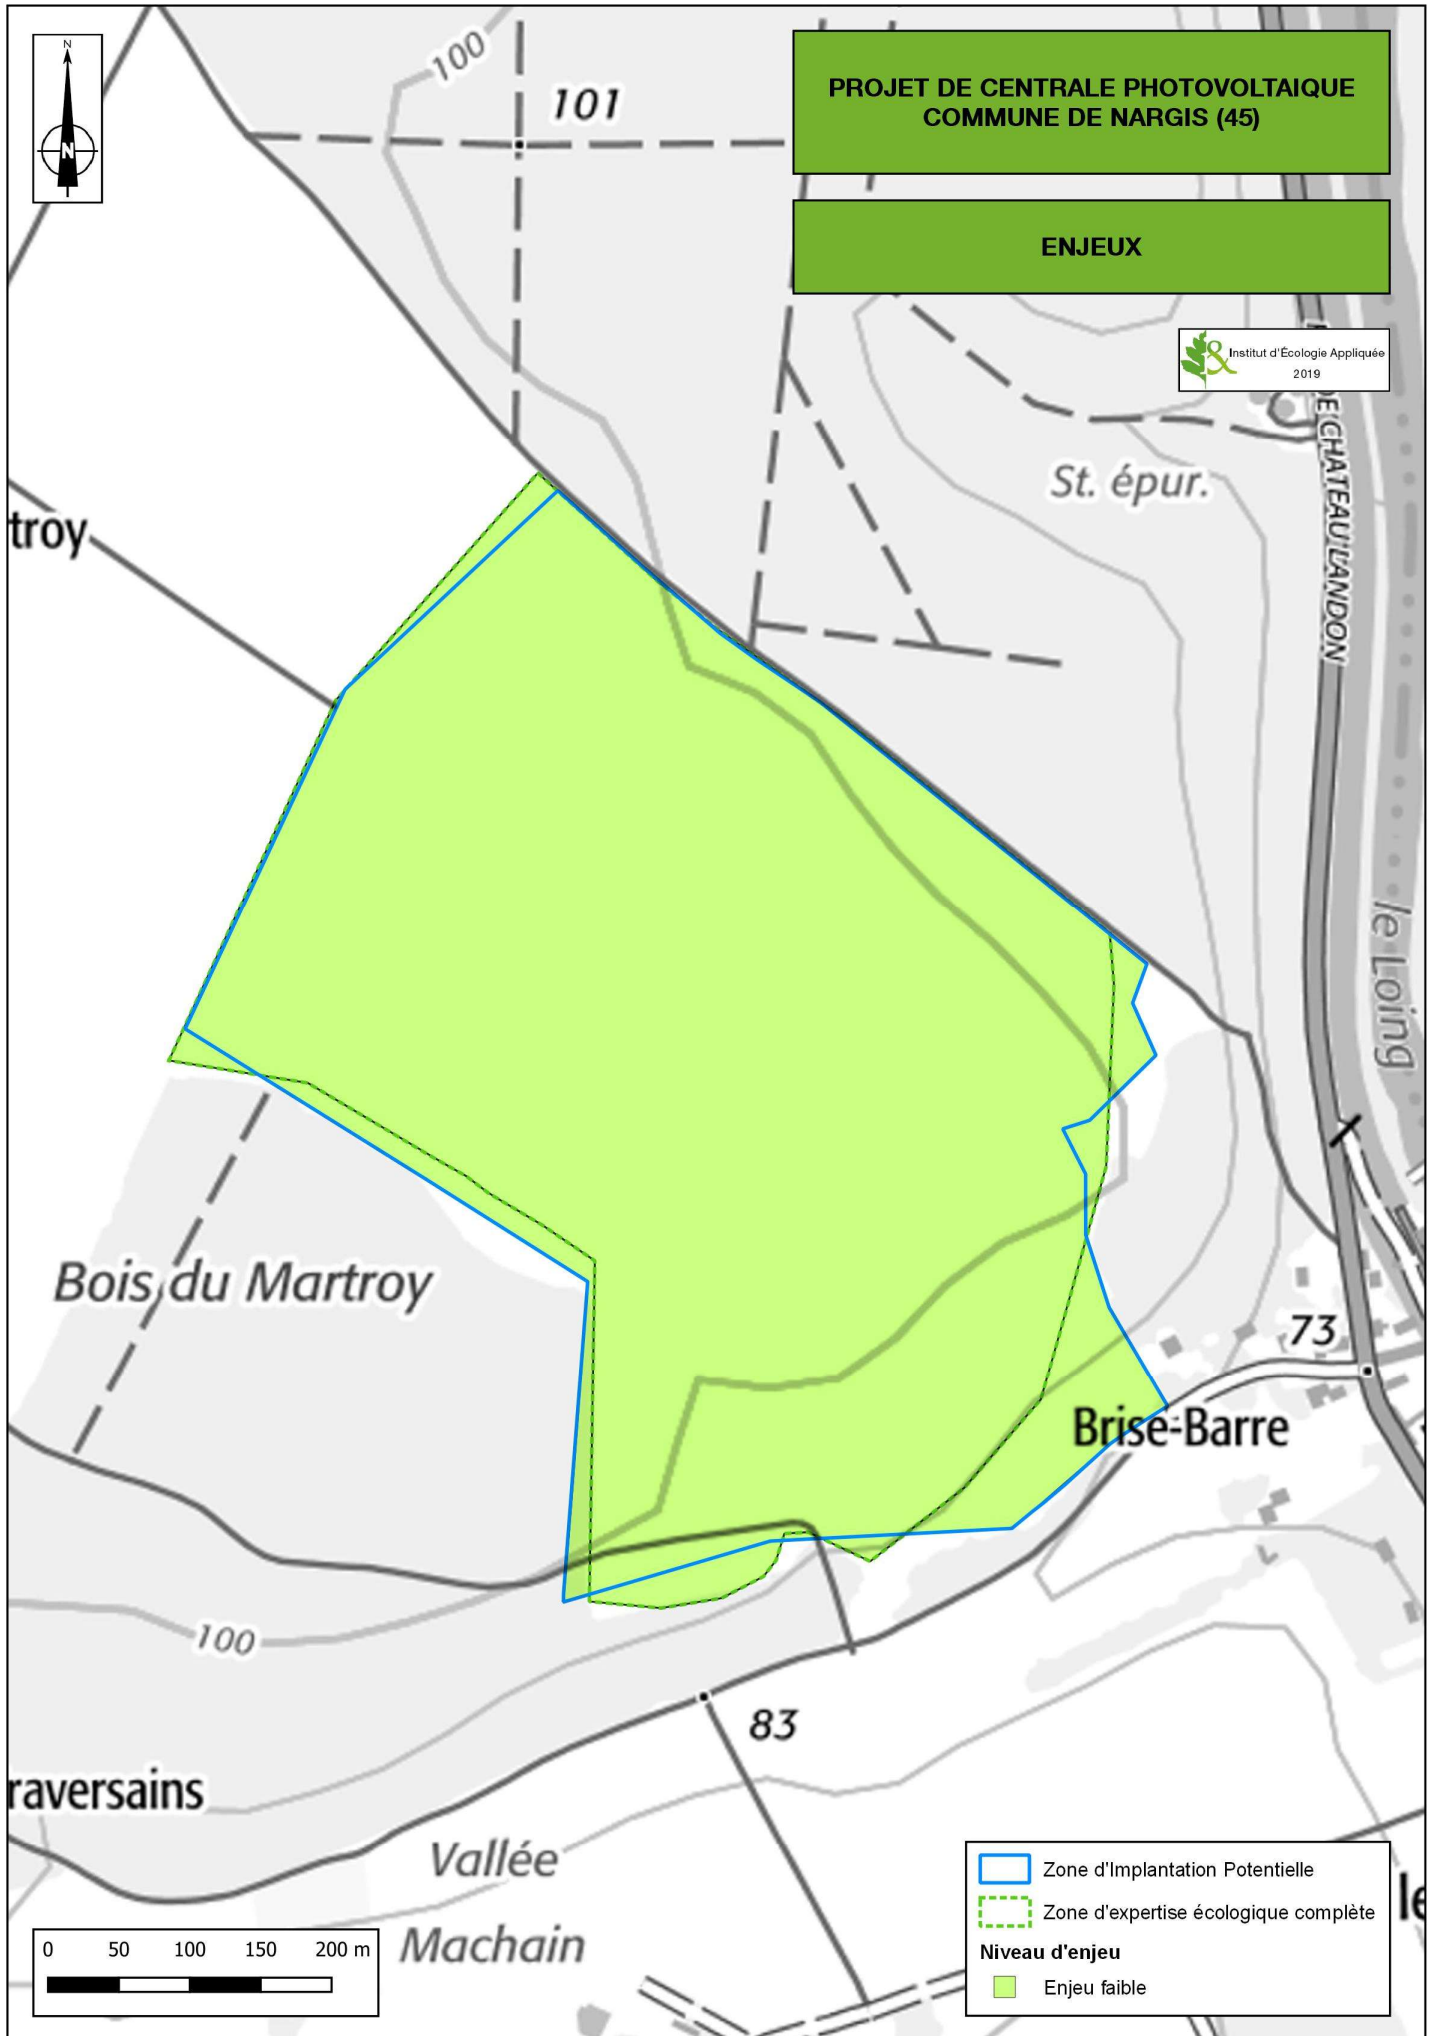 N
N
100
101
PROJET DE CENTRALE PHOTOVOLTAIQUE
COMMUNE DE NARGIS (45)
ENJEUX
Institut d'Écologie Appliquée
2019
DE CHATEAU LANDON
St. épur.
troy
le Loing
Bois du Martroy
73
Brise-Barre
100
83
raversains
Vallée
Machain
Zone d'Implantation Potentielle
Zone d'expertise écologique complète
Niveau d'enjeu
Enjeu faible
le
0 50 100 150 200 m